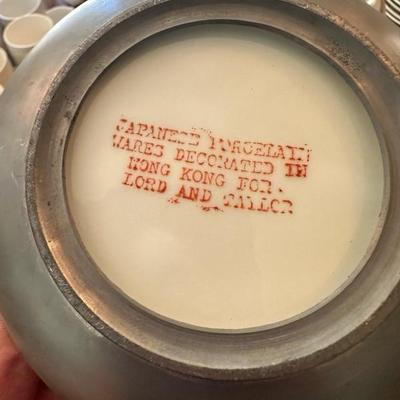 JAPANESE PORCELAIN
WARES DECORATED IN
HONG KONG FOR.
LORD AND TAYLOR